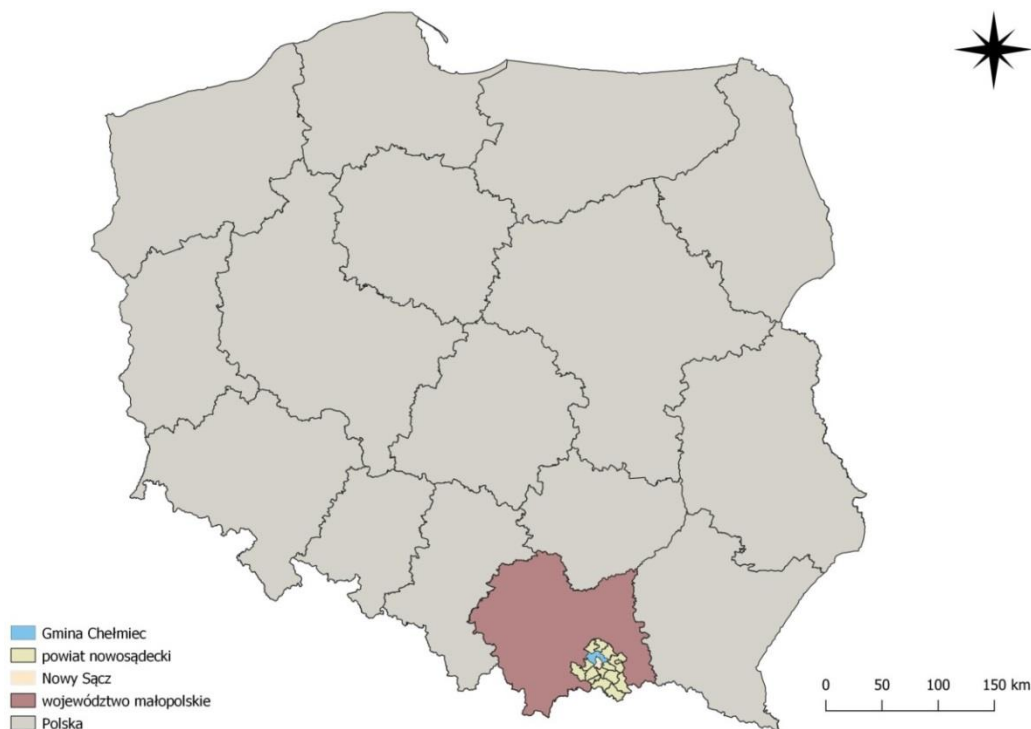 Gmina Chełmiec
powiat nowosądecki
Nowy Sącz
województwo małopolskie
Polska
0 50 100 150 km